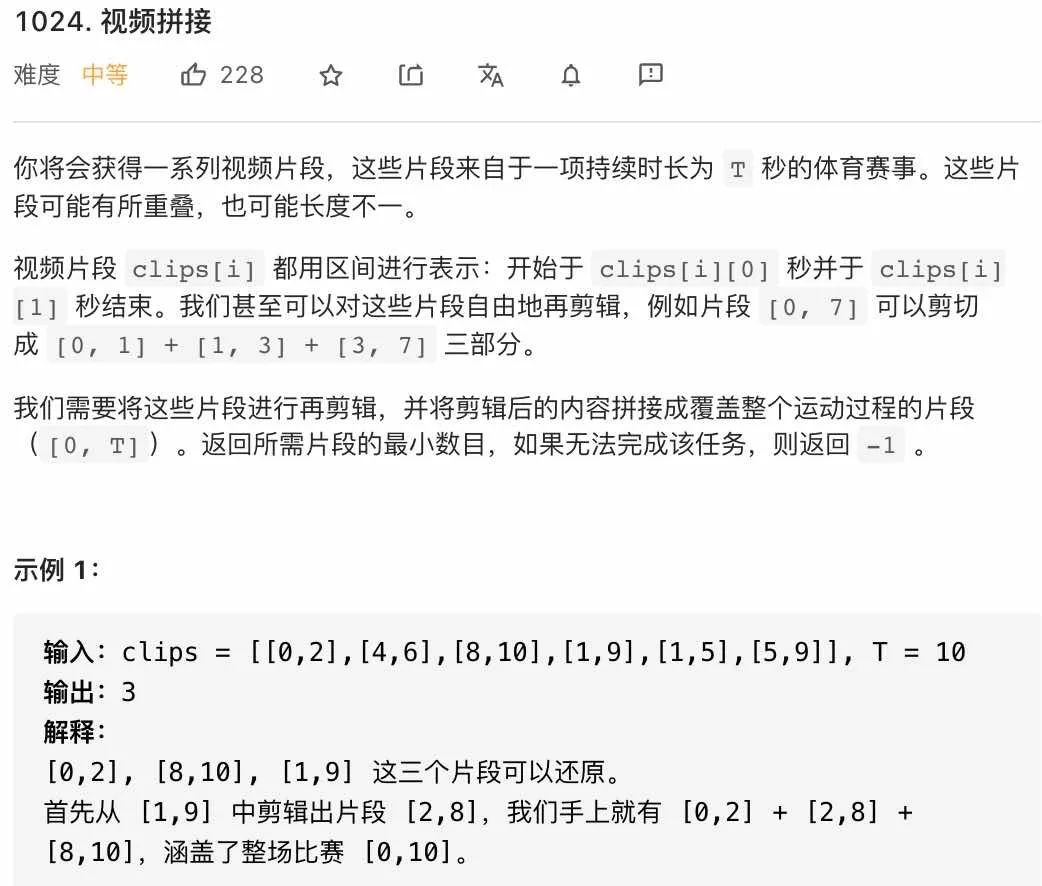 1024. 视频拼接
难度 中等 228
你将会获得一系列视频片段，这些片段来自于一项持续时长为 T 秒的体育赛事。这些片
段可能有所重叠，也可能长度不一。
视频片段 clips[i] 都用区间进行表示：开始于 clips[i][0] 秒并于 clips[i]
[1] 秒结束。我们甚至可以对这些片段自由地再剪辑，例如片段 [0, 7] 可以剪切
成 [0, 1] + [1, 3] + [3, 7] 三部分。
我们需要将这些片段进行再剪辑，并将剪辑后的内容拼接成覆盖整个运动过程的片段
（[0, T]）。返回所需片段的最小数目，如果无法完成该任务，则返回 -1 。
示例 1：
输入：clips = [[0,2],[4,6],[8,10],[1,9],[1,5],[5,9]], T = 10
输出：3
解释：
[0,2], [8,10], [1,9] 这三个片段可以还原。
首先从 [1,9] 中剪辑出片段 [2,8]，我们手上就有 [0,2] + [2,8] +
[8,10]，涵盖了整场比赛 [0,10]。